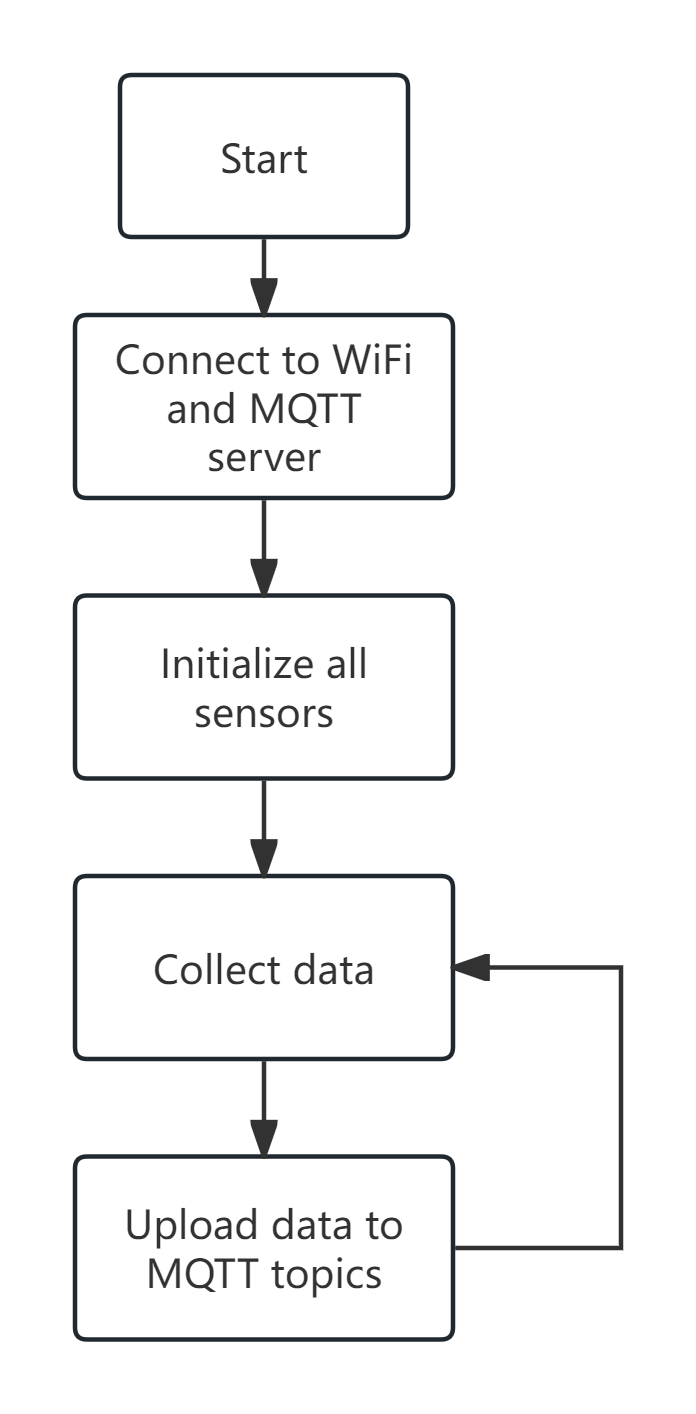 Start
Connect to WiFi
and MQTT
server
Initialize all
sensors
Collect data
Upload data to
MQTT topics